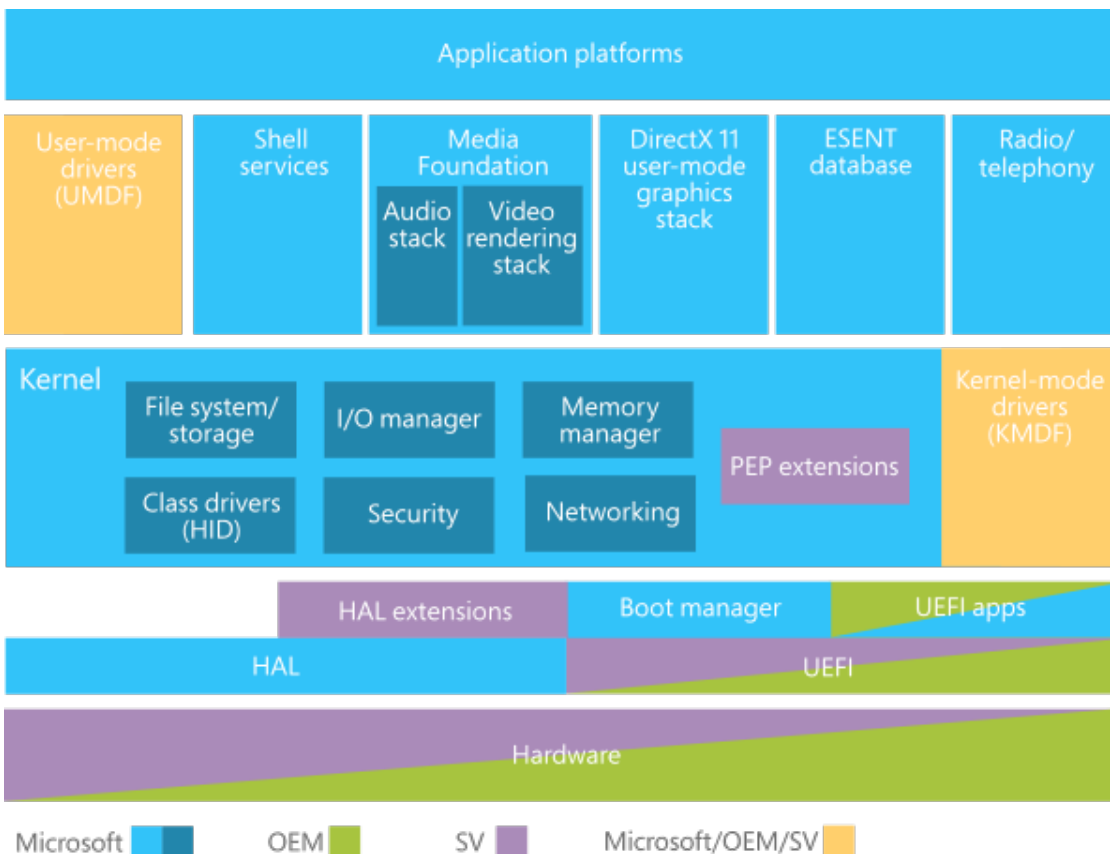 Application platforms
User-mode
drivers
(UMDF)
Shell
services
Media
Foundation
Audio
stack
Video
rendering
stack
DirectX 11
user-mode
graphics
stack
ESENT
database
Radio/
telephony
Kernel
File system/
storage
I/O manager
Memory
manager
PEP extensions
Kernel-mode
drivers
(KMDF)
Class drivers
(HID)
Security
Networking
HAL extensions
Boot manager
UEFI apps
HAL
UEFI
Hardware
Microsoft
OEM
SV
Microsoft/OEM/SV